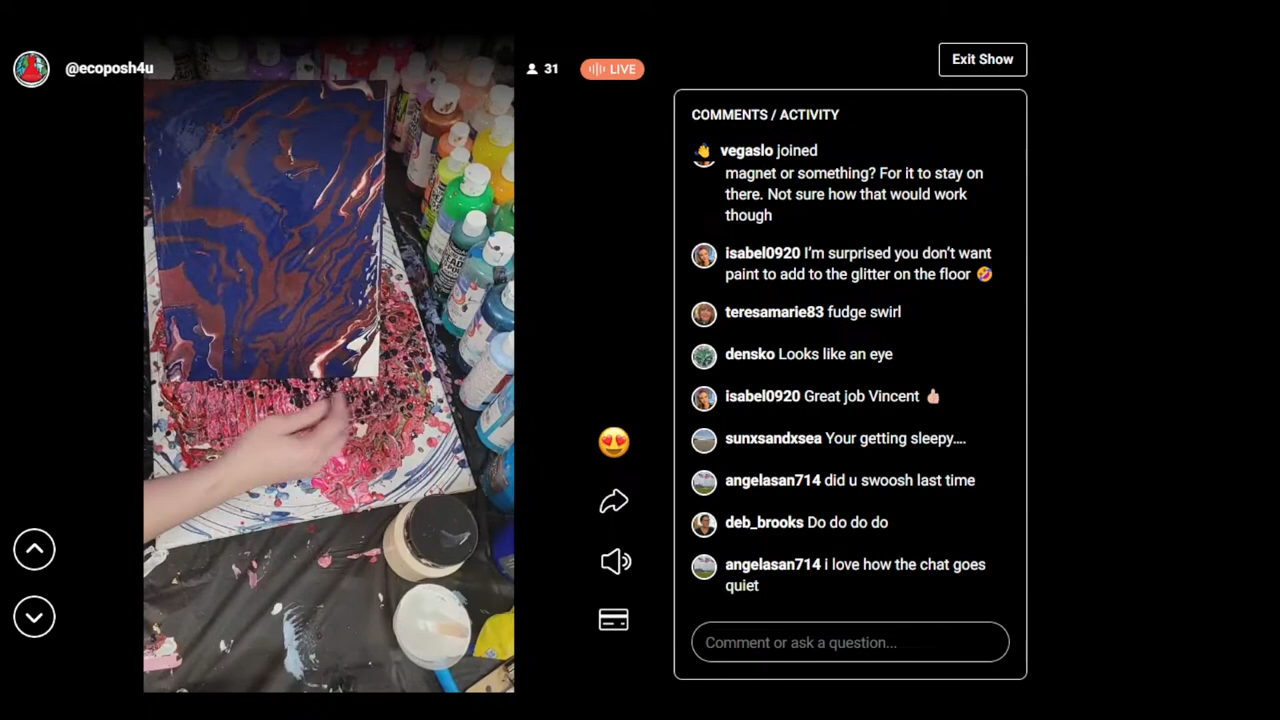 @ecoposh4u
31
LIVE
Exit Show
COMMENTS / ACTIVITY
vegaslo joined
magnet or something? For it to stay on
there. Not sure how that would work
though
isabel0920 I'm surprised you don't want
paint to add to the glitter on the floor 🤣
teresamarie83 fudge swirl
densko Looks like an eye
isabel0920 Great job Vincent 👍🏻
sunxsandxsea Your getting sleepy....
angelasan714 did u swoosh last time
deb_brooks Do do do do
angelasan714 i love how the chat goes
quiet
Comment or ask a question...